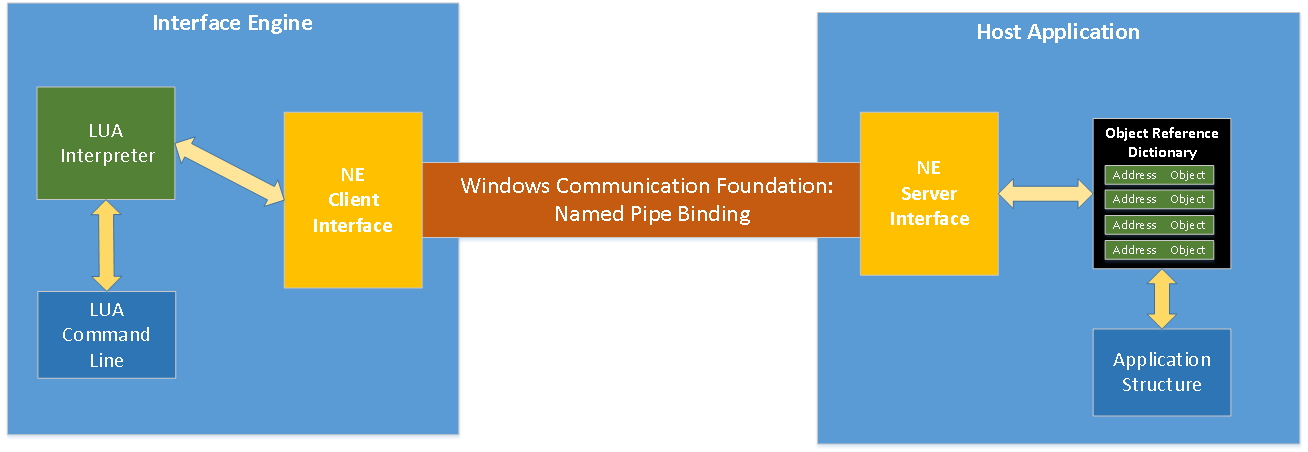 Interface Engine
LUA
Interpreter
LUA
Command
Line
NE
Client
Interface
Windows Communication Foundation:
Named Pipe Binding
Host Application
NE
Server
Interface
Object Reference
Dictionary
Address Object
Address Object
Address Object
Address Object
Application
Structure